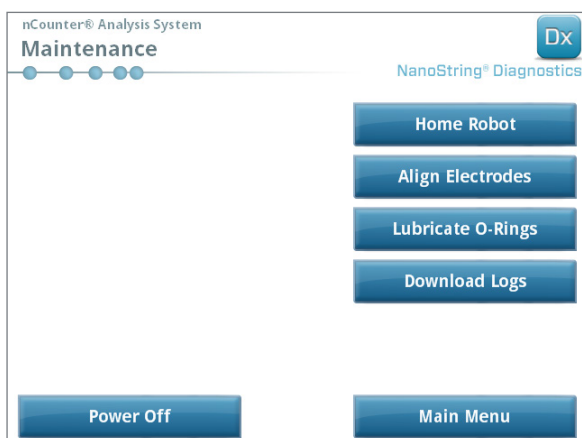 nCounter® Analysis System
Maintenance
Dx
NanoString® Diagnostics
Home Robot
Align Electrodes
Lubricate O-Rings
Download Logs
Power Off
Main Menu